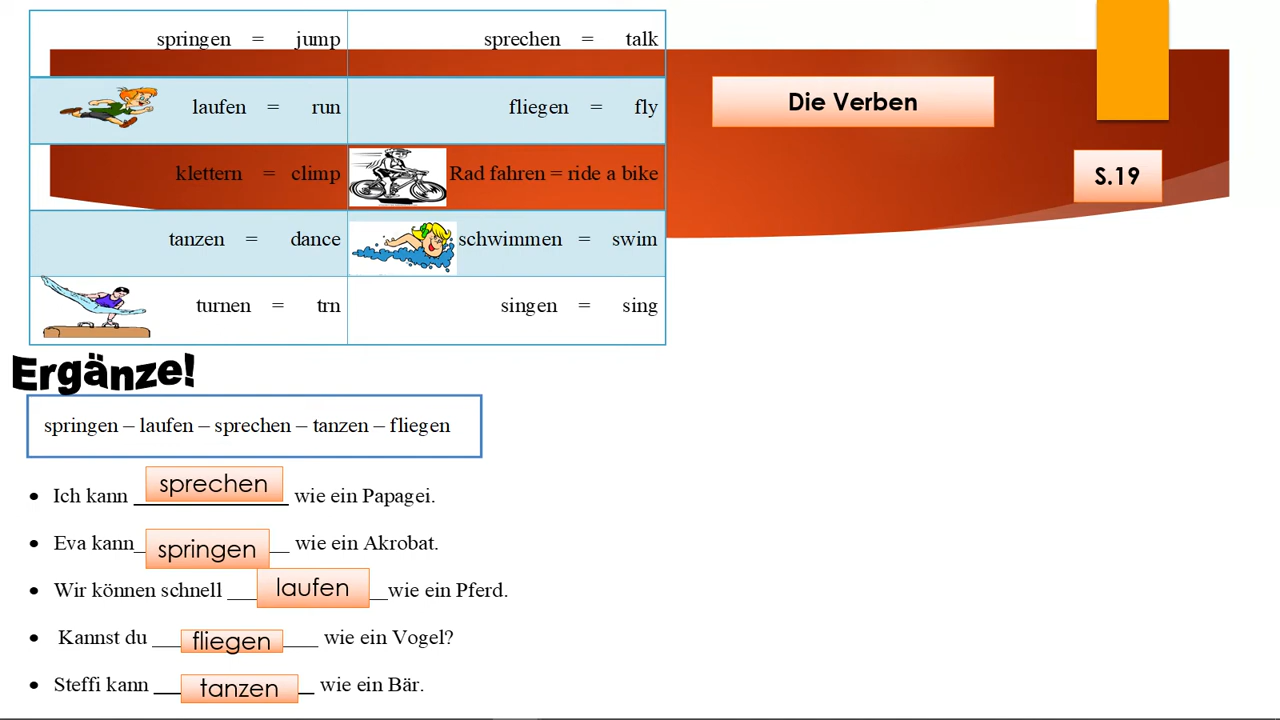 springen = jump
sprechen = talk
laufen = run
fliegen = fly
klettern = climp
Rad fahren = ride a bike
tanzen = dance
schwimmen = swim
turnen = trn
singen = sing
Die Verben
S.19
Ergänze!
springen – laufen – sprechen – tanzen – fliegen
• Ich kann sprechen wie ein Papagei.
• Eva kann springen wie ein Akrobat.
• Wir können schnell laufen wie ein Pferd.
• Kannst du fliegen wie ein Vogel?
• Steffi kann tanzen wie ein Bär.